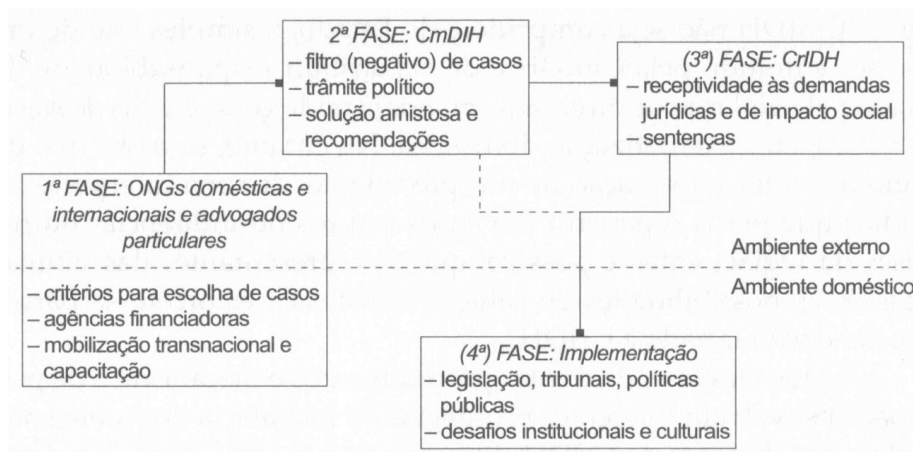 2ª FASE: CmDIH
– filtro (negativo) de casos
– trâmite político
– solução amistosa e
recomendações
(3ª) FASE: CrIDH
– receptividade às demandas
jurídicas e de impacto social
– sentenças
1ª FASE: ONGs domésticas e
internacionais e advogados
particulares
– critérios para escolha de casos
– agências financiadoras
– mobilização transnacional e
capacitação
Ambiente externo
Ambiente doméstico
(4ª) FASE: Implementação
– legislação, tribunais, políticas
públicas
– desafios institucionais e culturais